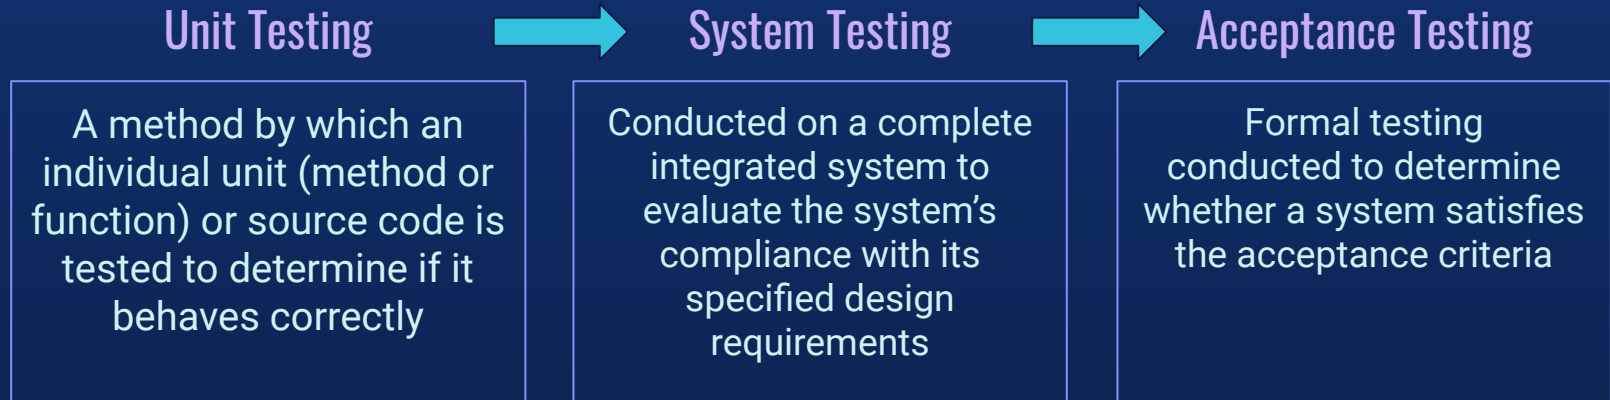 Unit Testing
System Testing
Acceptance Testing
A method by which an
individual unit (method or
function) or source code is
tested to determine if it
behaves correctly
Conducted on a complete
integrated system to
evaluate the system’s
compliance with its
specified design
requirements
Formal testing
conducted to determine
whether a system satisfies
the acceptance criteria